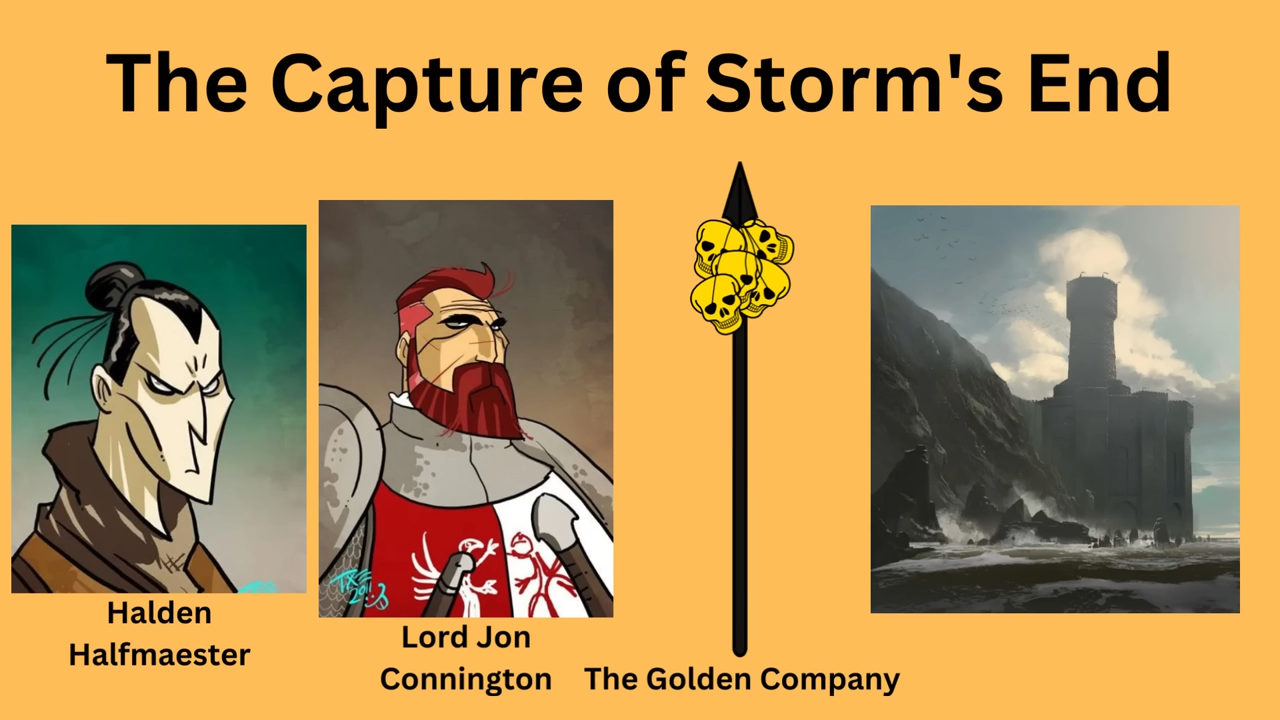 The Capture of Storm's End
Halden
Halfmaester
Lord Jon
Connington
The Golden Company